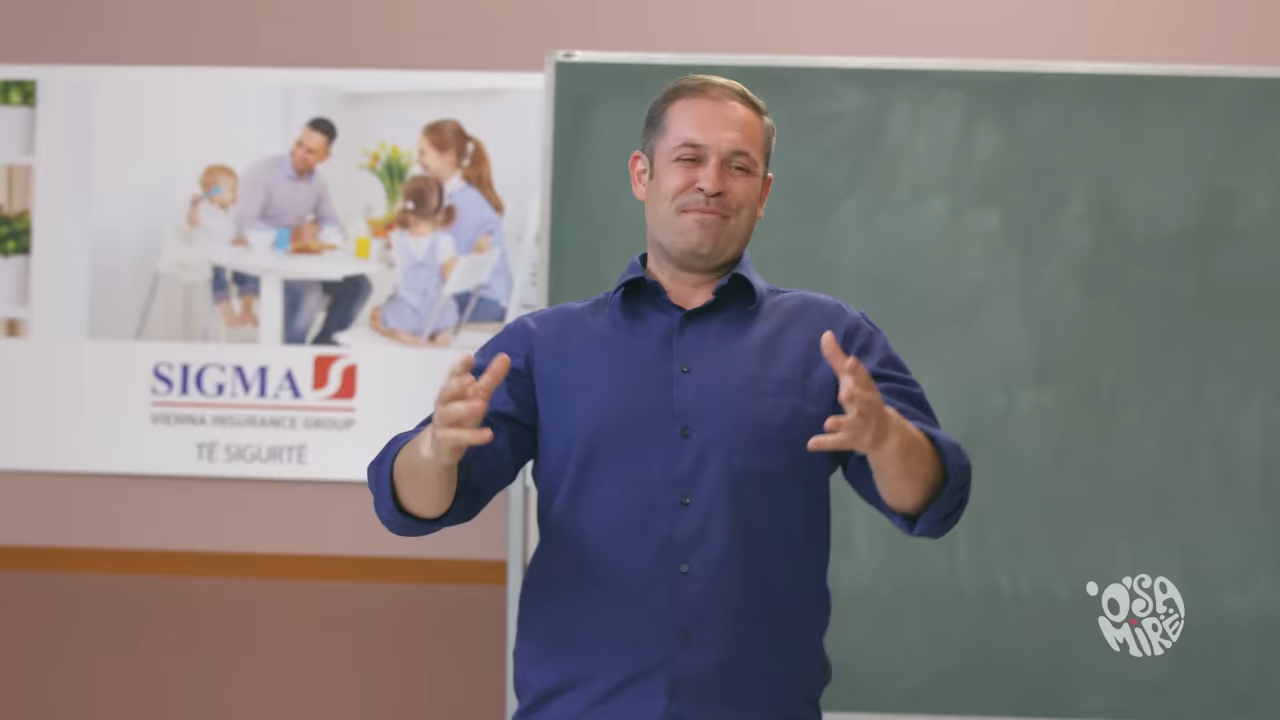 SIGMA
VIENNA INSURANCE GROUP
TË SIGURTË
O'SA
MIRË